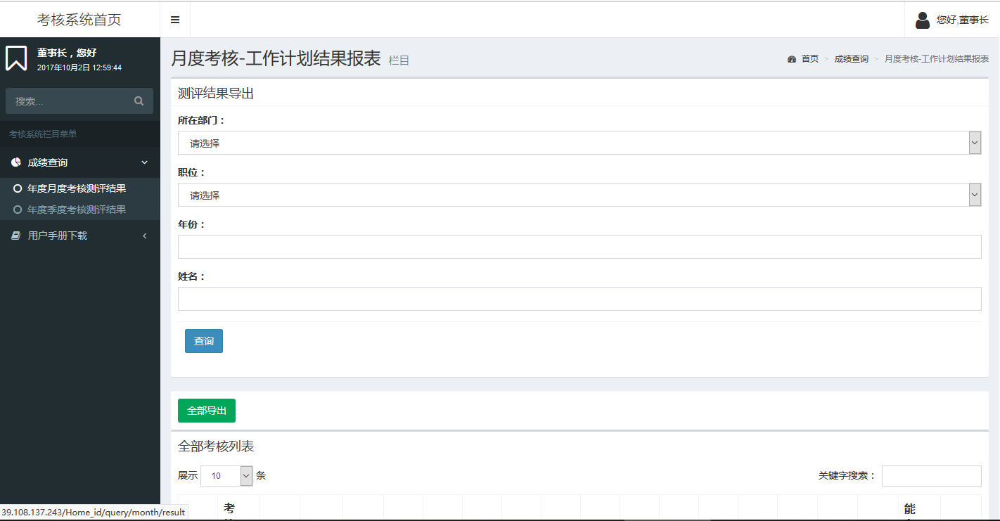 考核系统首页
您好,董事长
董事长，您好
2017年10月2日 12:59:44
搜索...
考核系统栏目菜单
成绩查询
年度月度考核测评结果
年度季度考核测评结果
用户手册下载
月度考核-工作计划结果报表 栏目
首页 > 成绩查询 > 月度考核-工作计划结果报表
测评结果导出
所在部门：
请选择
职位：
请选择
年份：
姓名：
查询
全部导出
全部考核列表
展示 10 条
关键字搜索：
考
能
39.108.137.243/Home_id/query/month/result